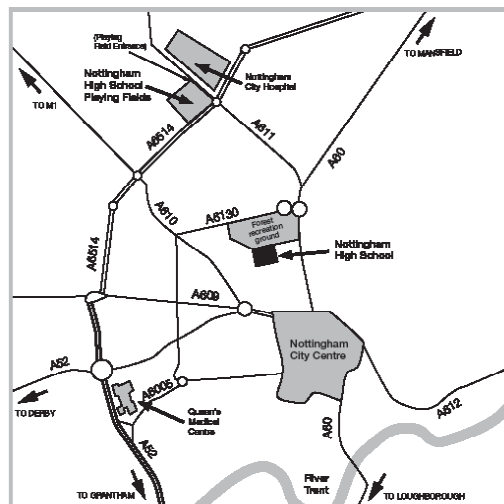 (Playing
Field Entrance)
TO MANSFIELD
Nottingham
High School
Playing Fields
Nottingham
City Hospital
TO M1
A6514
A611
A60
A610
A6130
Forest
recreation
ground
Nottingham
High School
A6514
A609
Nottingham
City Centre
A52
A6005
TO DERBY
Queen's
Medical
Centre
A60
A612
A52
TO GRANTHAM
River
Trent
TO LOUGHBOROUGH